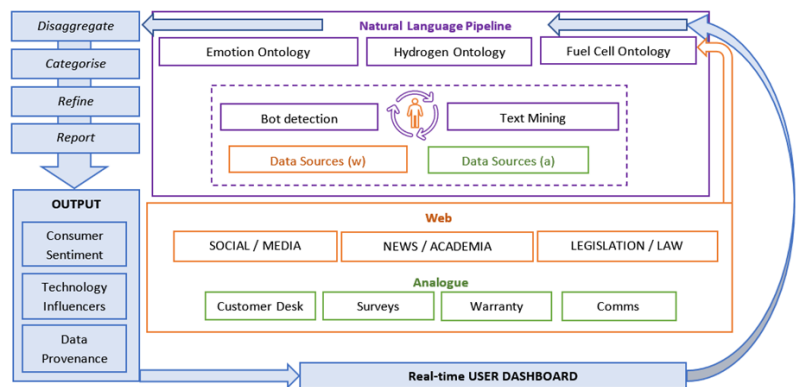 Disaggregate
Categorise
Refine
Report
OUTPUT
Consumer
Sentiment
Technology
Influencers
Data
Provenance
Natural Language Pipeline
Emotion Ontology
Hydrogen Ontology
Fuel Cell Ontology
Bot detection
Text Mining
Data Sources (w)
Data Sources (a)
Web
SOCIAL / MEDIA
NEWS / ACADEMIA
LEGISLATION / LAW
Analogue
Customer Desk
Surveys
Warranty
Comms
Real-time USER DASHBOARD